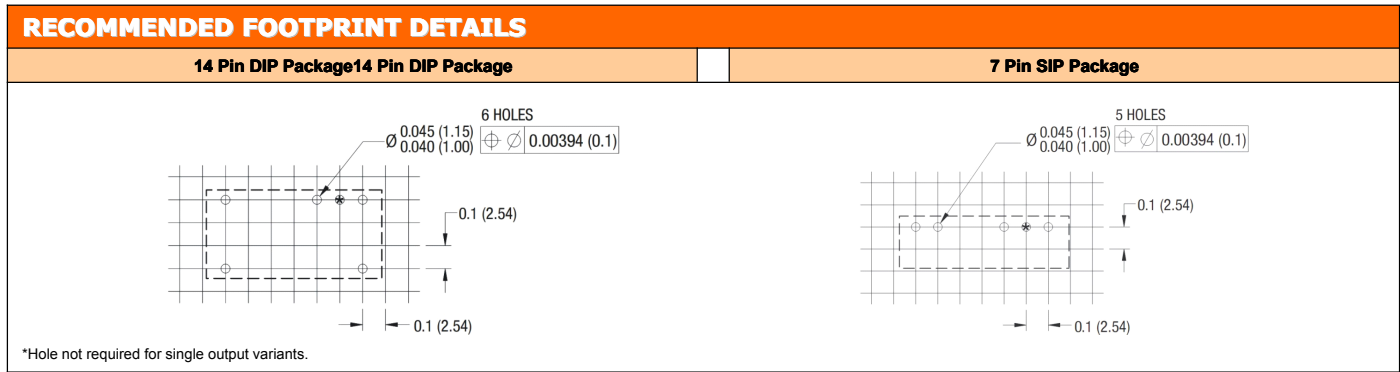 RECOMMENDED FOOTPRINT DETAILS
14 Pin DIP Package14 Pin DIP Package
7 Pin SIP Package
6 HOLES
Ø 0.045 (1.15)
0.040 (1.00)
⌖ ∅ 0.00394 (0.1)
0.1 (2.54)
*
0.1 (2.54)
5 HOLES
Ø 0.045 (1.15)
0.040 (1.00)
⌖ ∅ 0.00394 (0.1)
0.1 (2.54)
*
0.1 (2.54)
*Hole not required for single output variants.